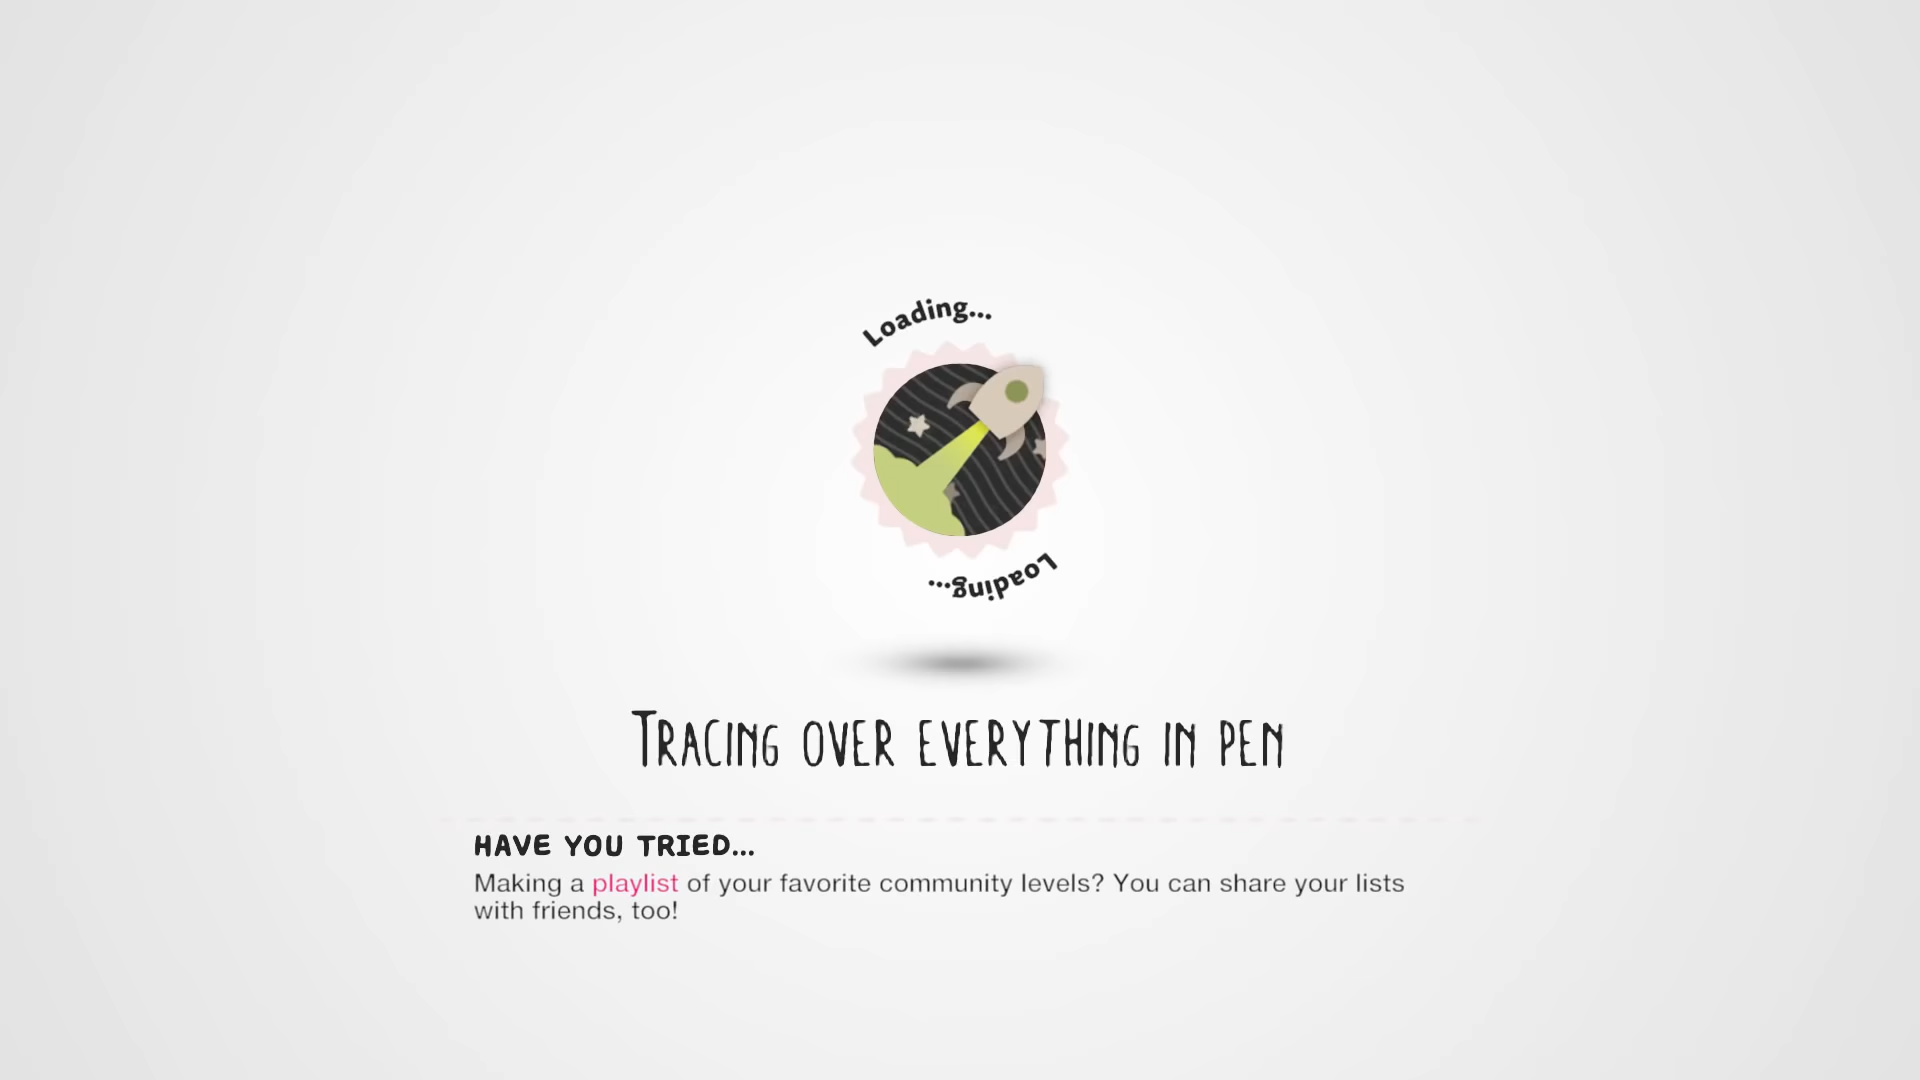 Loading...
Loading...
Tracing over everything in pen
HAVE YOU TRIED...
Making a playlist of your favorite community levels? You can share your lists
with friends, too!